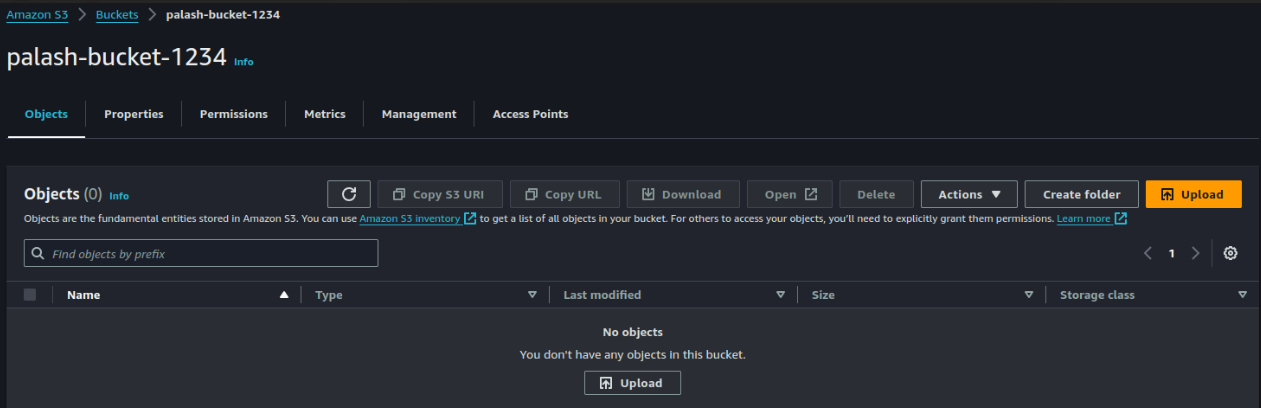 Amazon S3 > Buckets > palash-bucket-1234
palash-bucket-1234 Info
Objects Properties Permissions Metrics Management Access Points
Objects (0) Info Copy S3 URI Copy URL Download Open Delete Actions Create folder Upload
Objects are the fundamental entities stored in Amazon S3. You can use Amazon S3 inventory to get a list of all objects in your bucket. For others to access your objects, you'll need to explicitly grant them permissions. Learn more
Find objects by prefix 1
Name Type Last modified Size Storage class
No objects
You don't have any objects in this bucket.
Upload